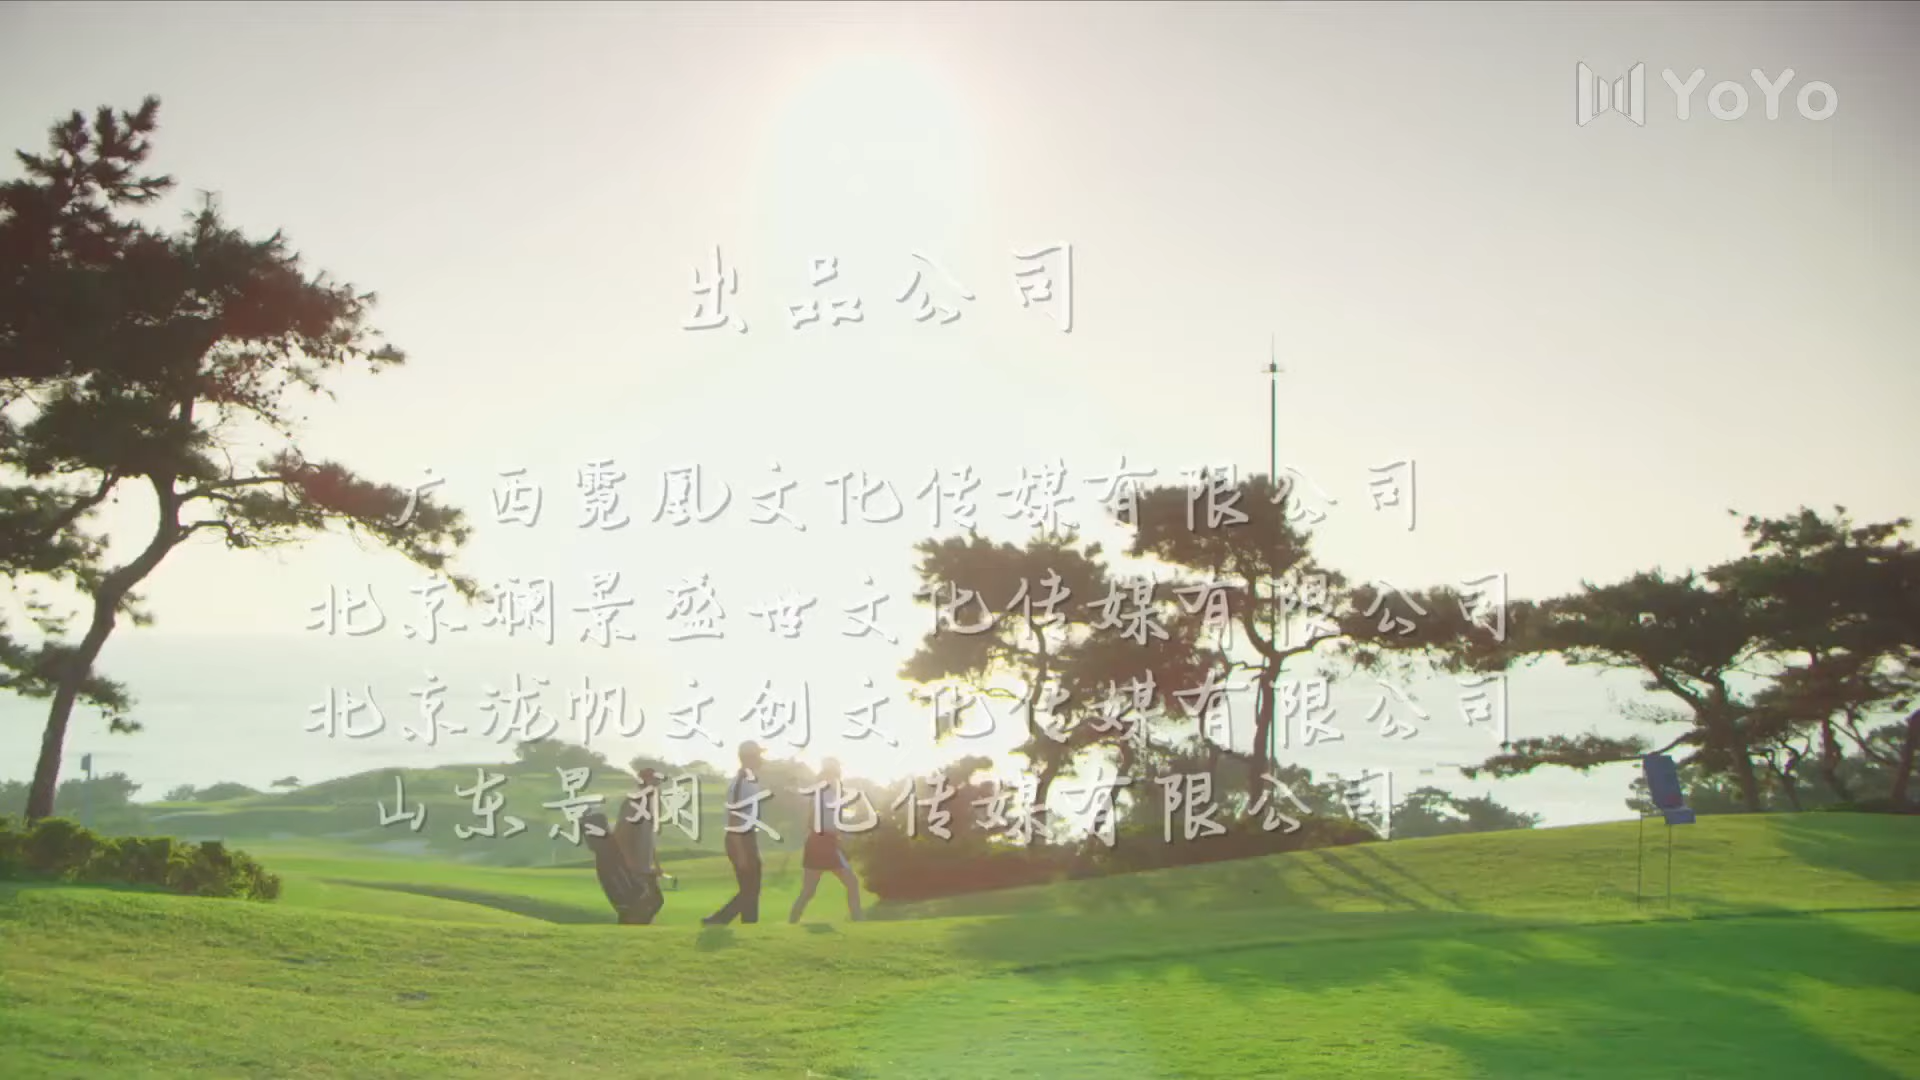 YoYo
出品公司
广西霓凰文化传媒有限公司
北京斓景盛世文化传媒有限公司
北京泷帆文创文化传媒有限公司
山东景斓文化传媒有限公司